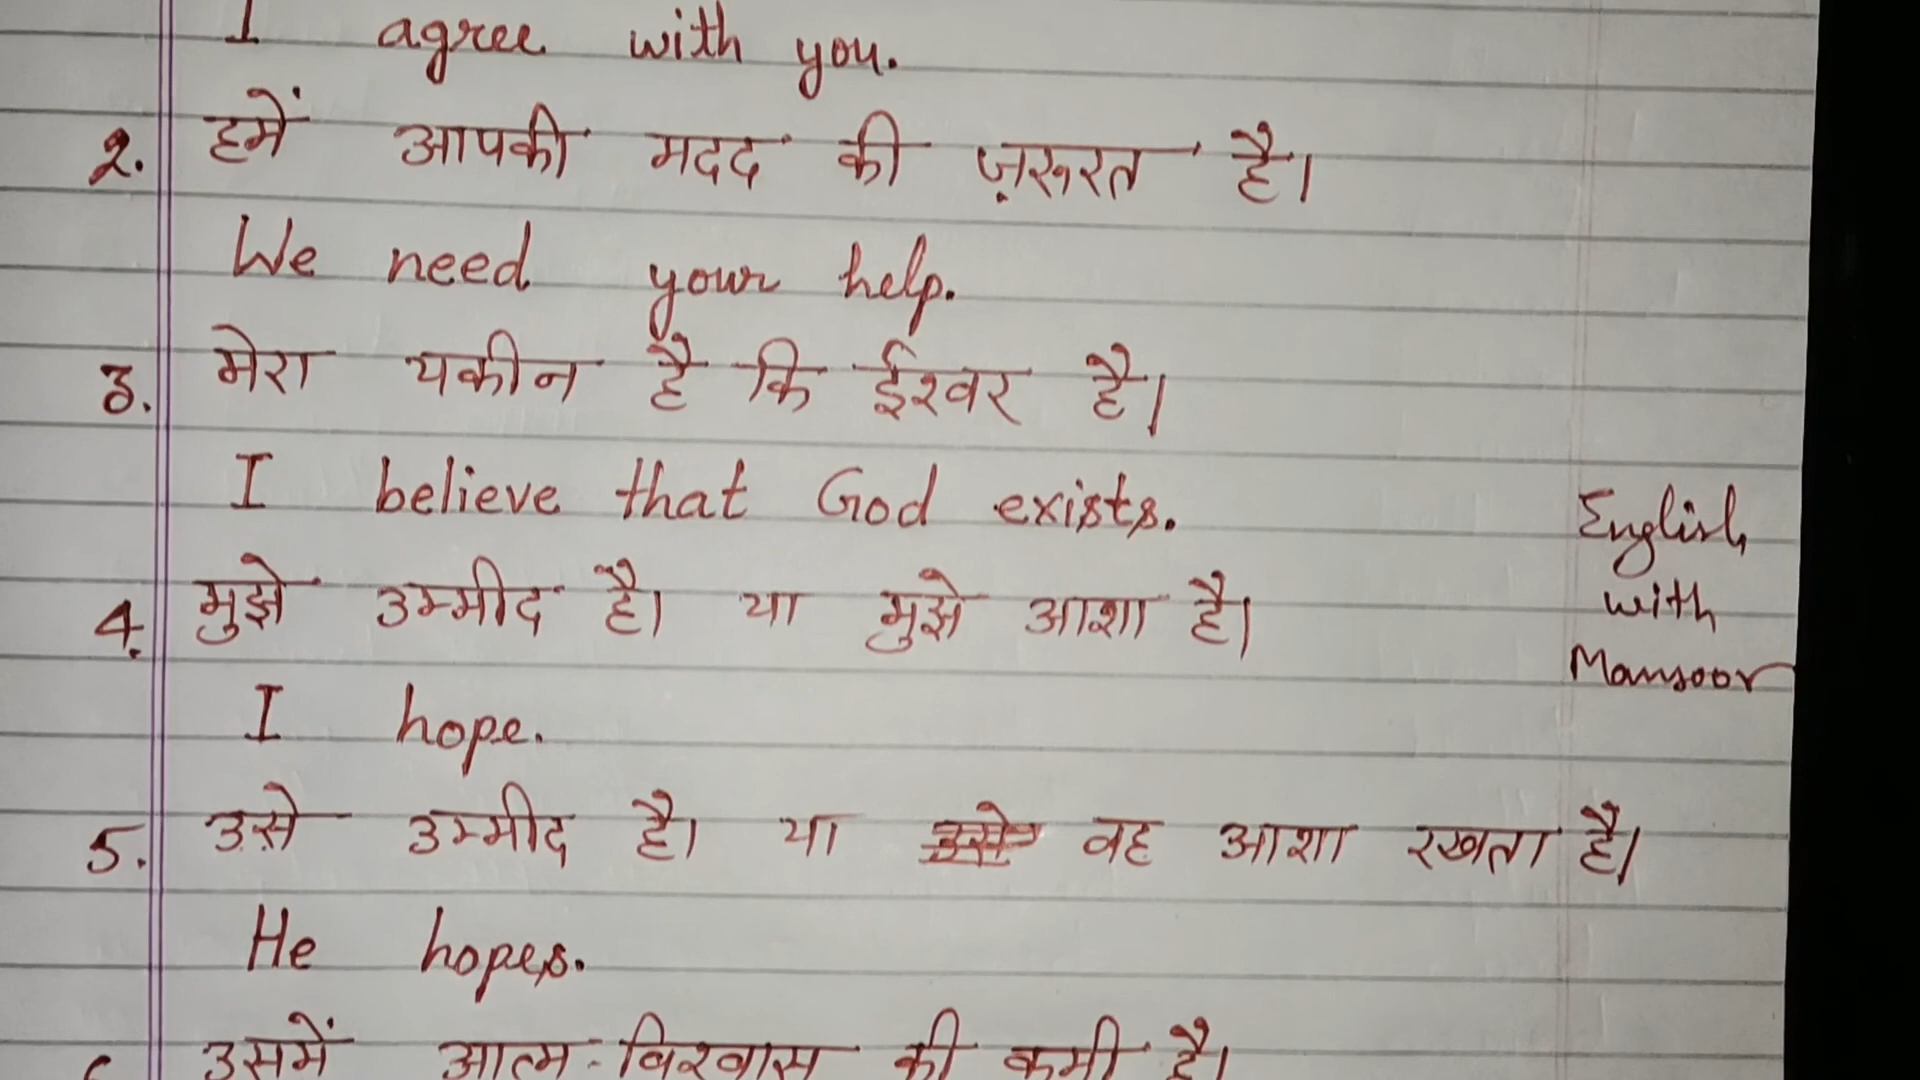 I agree with you.
2. हमें आपकी मदद की ज़रूरत है।
We need your help.
3. मेरा यकीन है कि ईश्वर है।
I believe that God exists.
4. मुझे उम्मीद है। या मुझे आशा है।
I hope.
5. उसे उम्मीद है। या उसे वह आशा रखता है।
He hopes.
उसमें आत्म-विश्वास की कमी है।
English
with
Mansoor